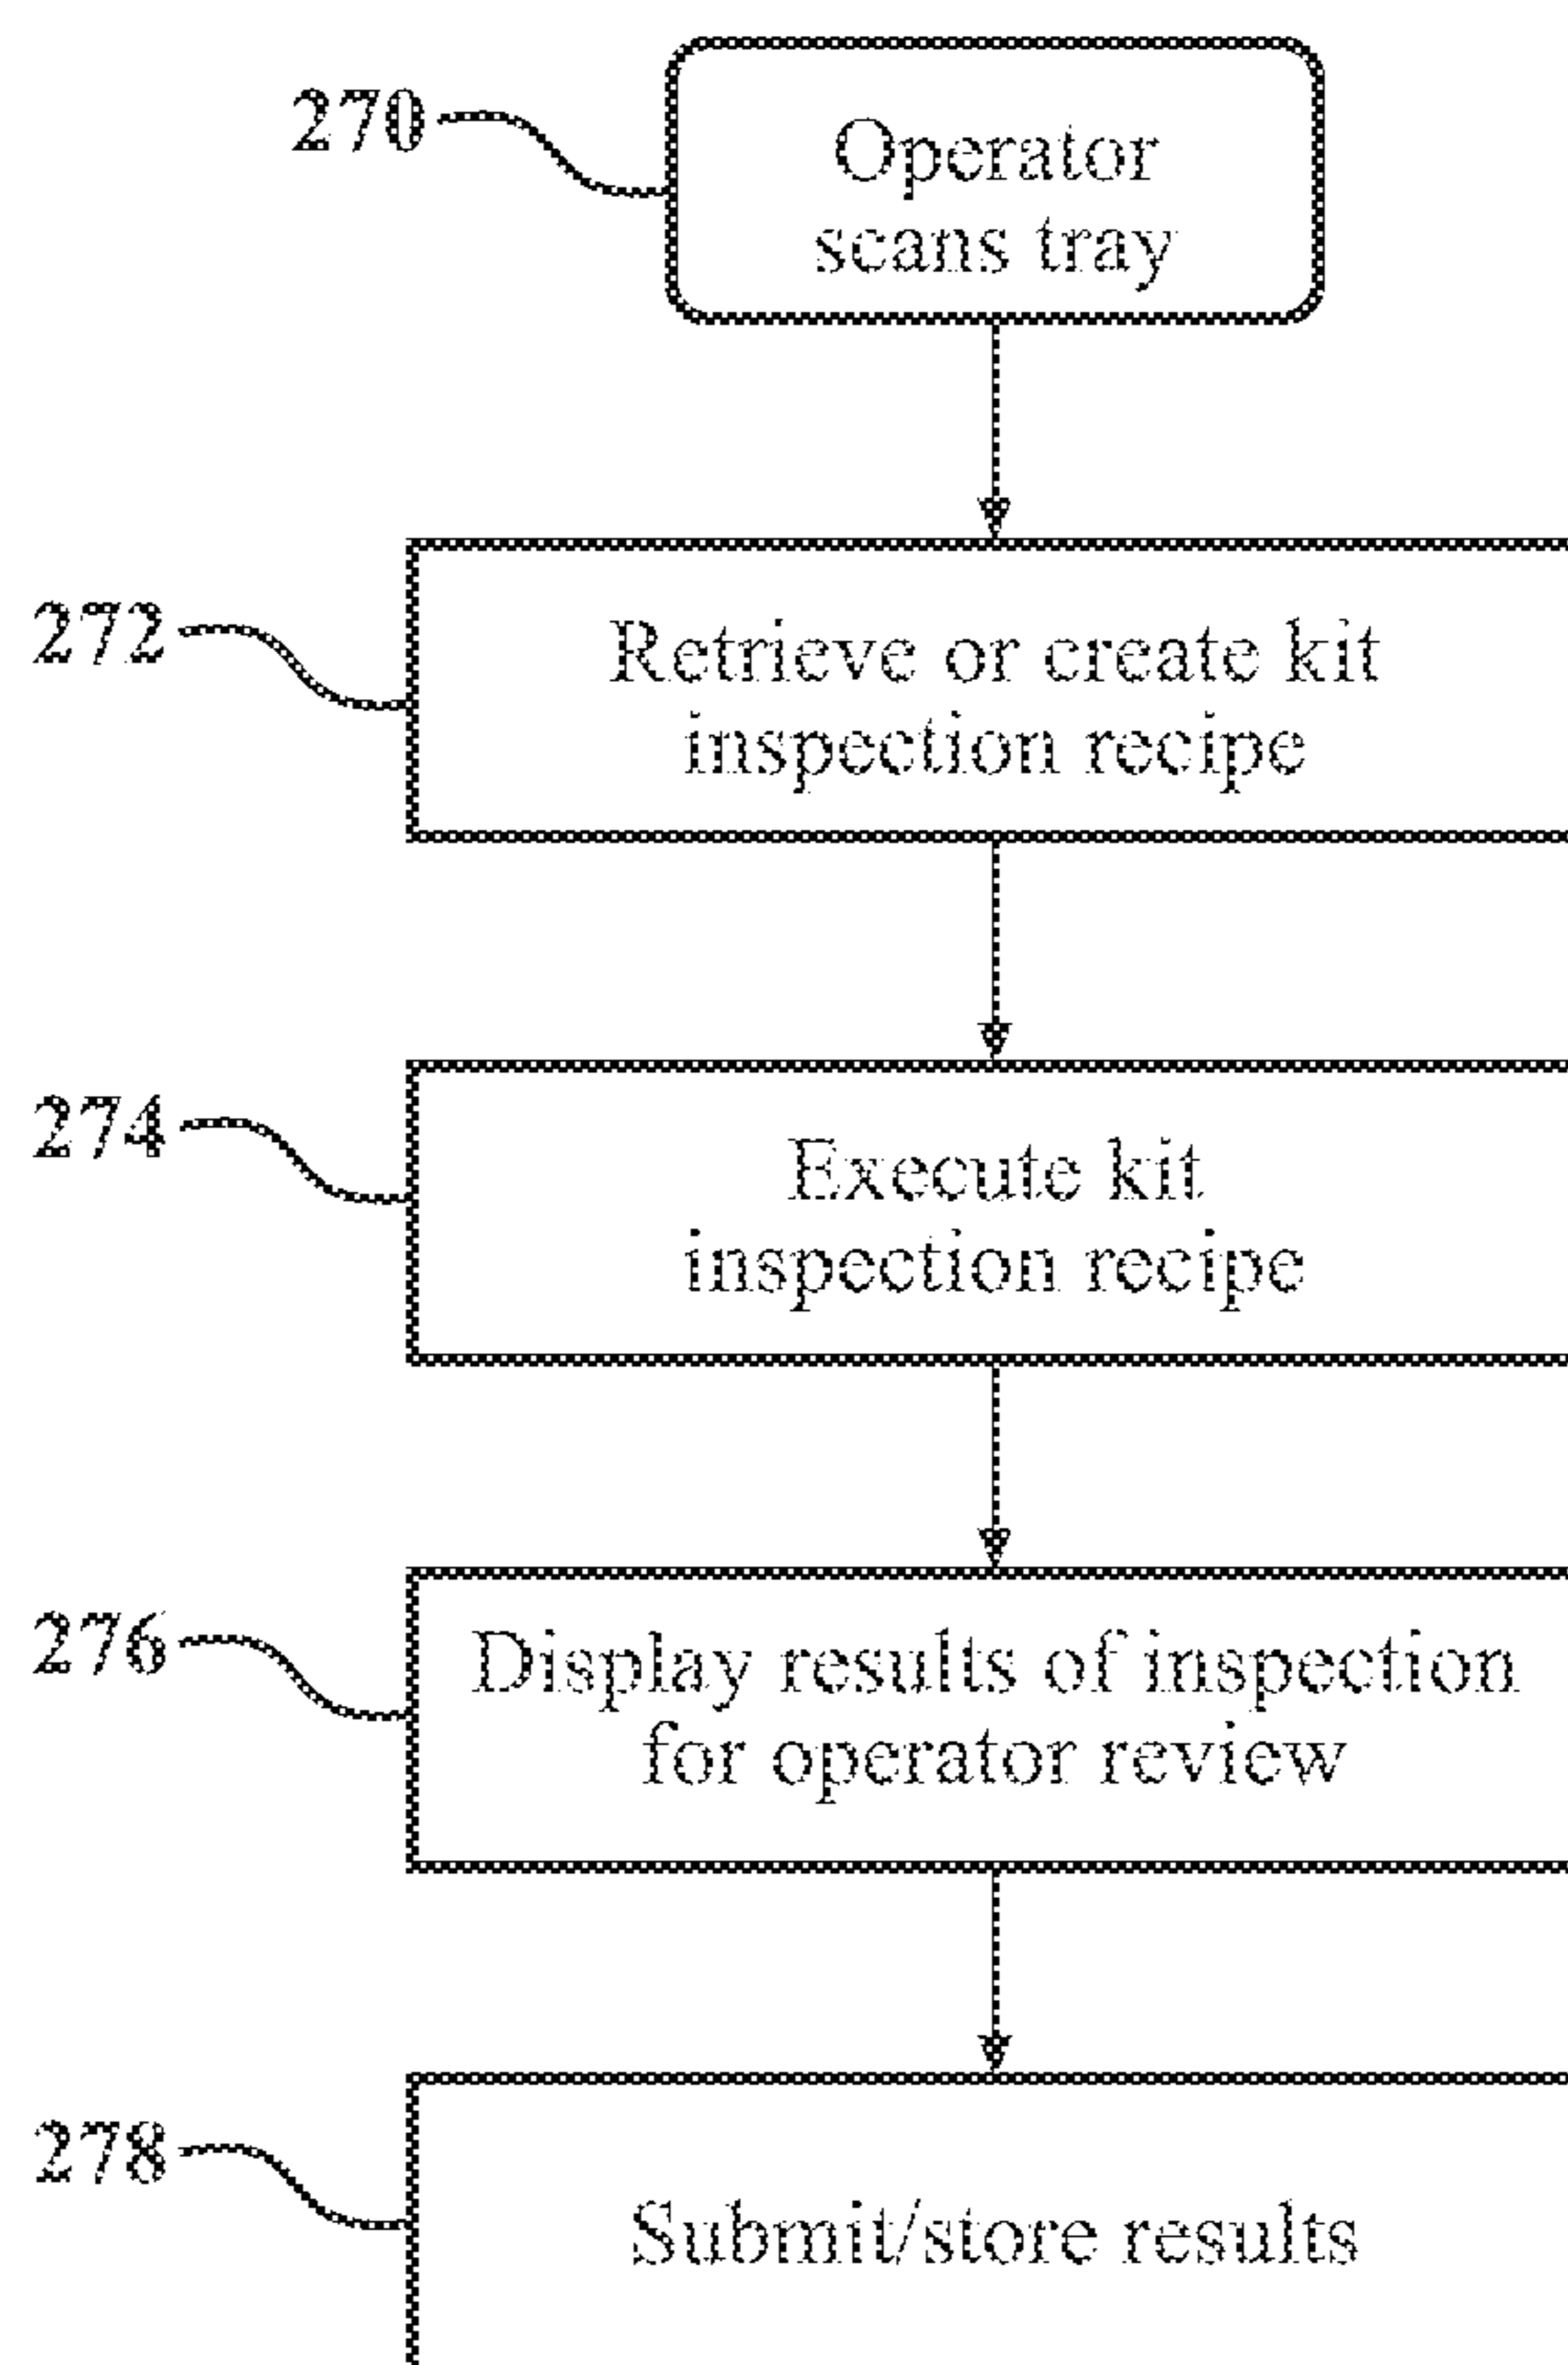 270
Operator
scans tray
272
Retrieve or create kit
inspection recipe
274
Execute kit
inspection recipe
276
Display results of inspection
for operator review
278
Submit/store results